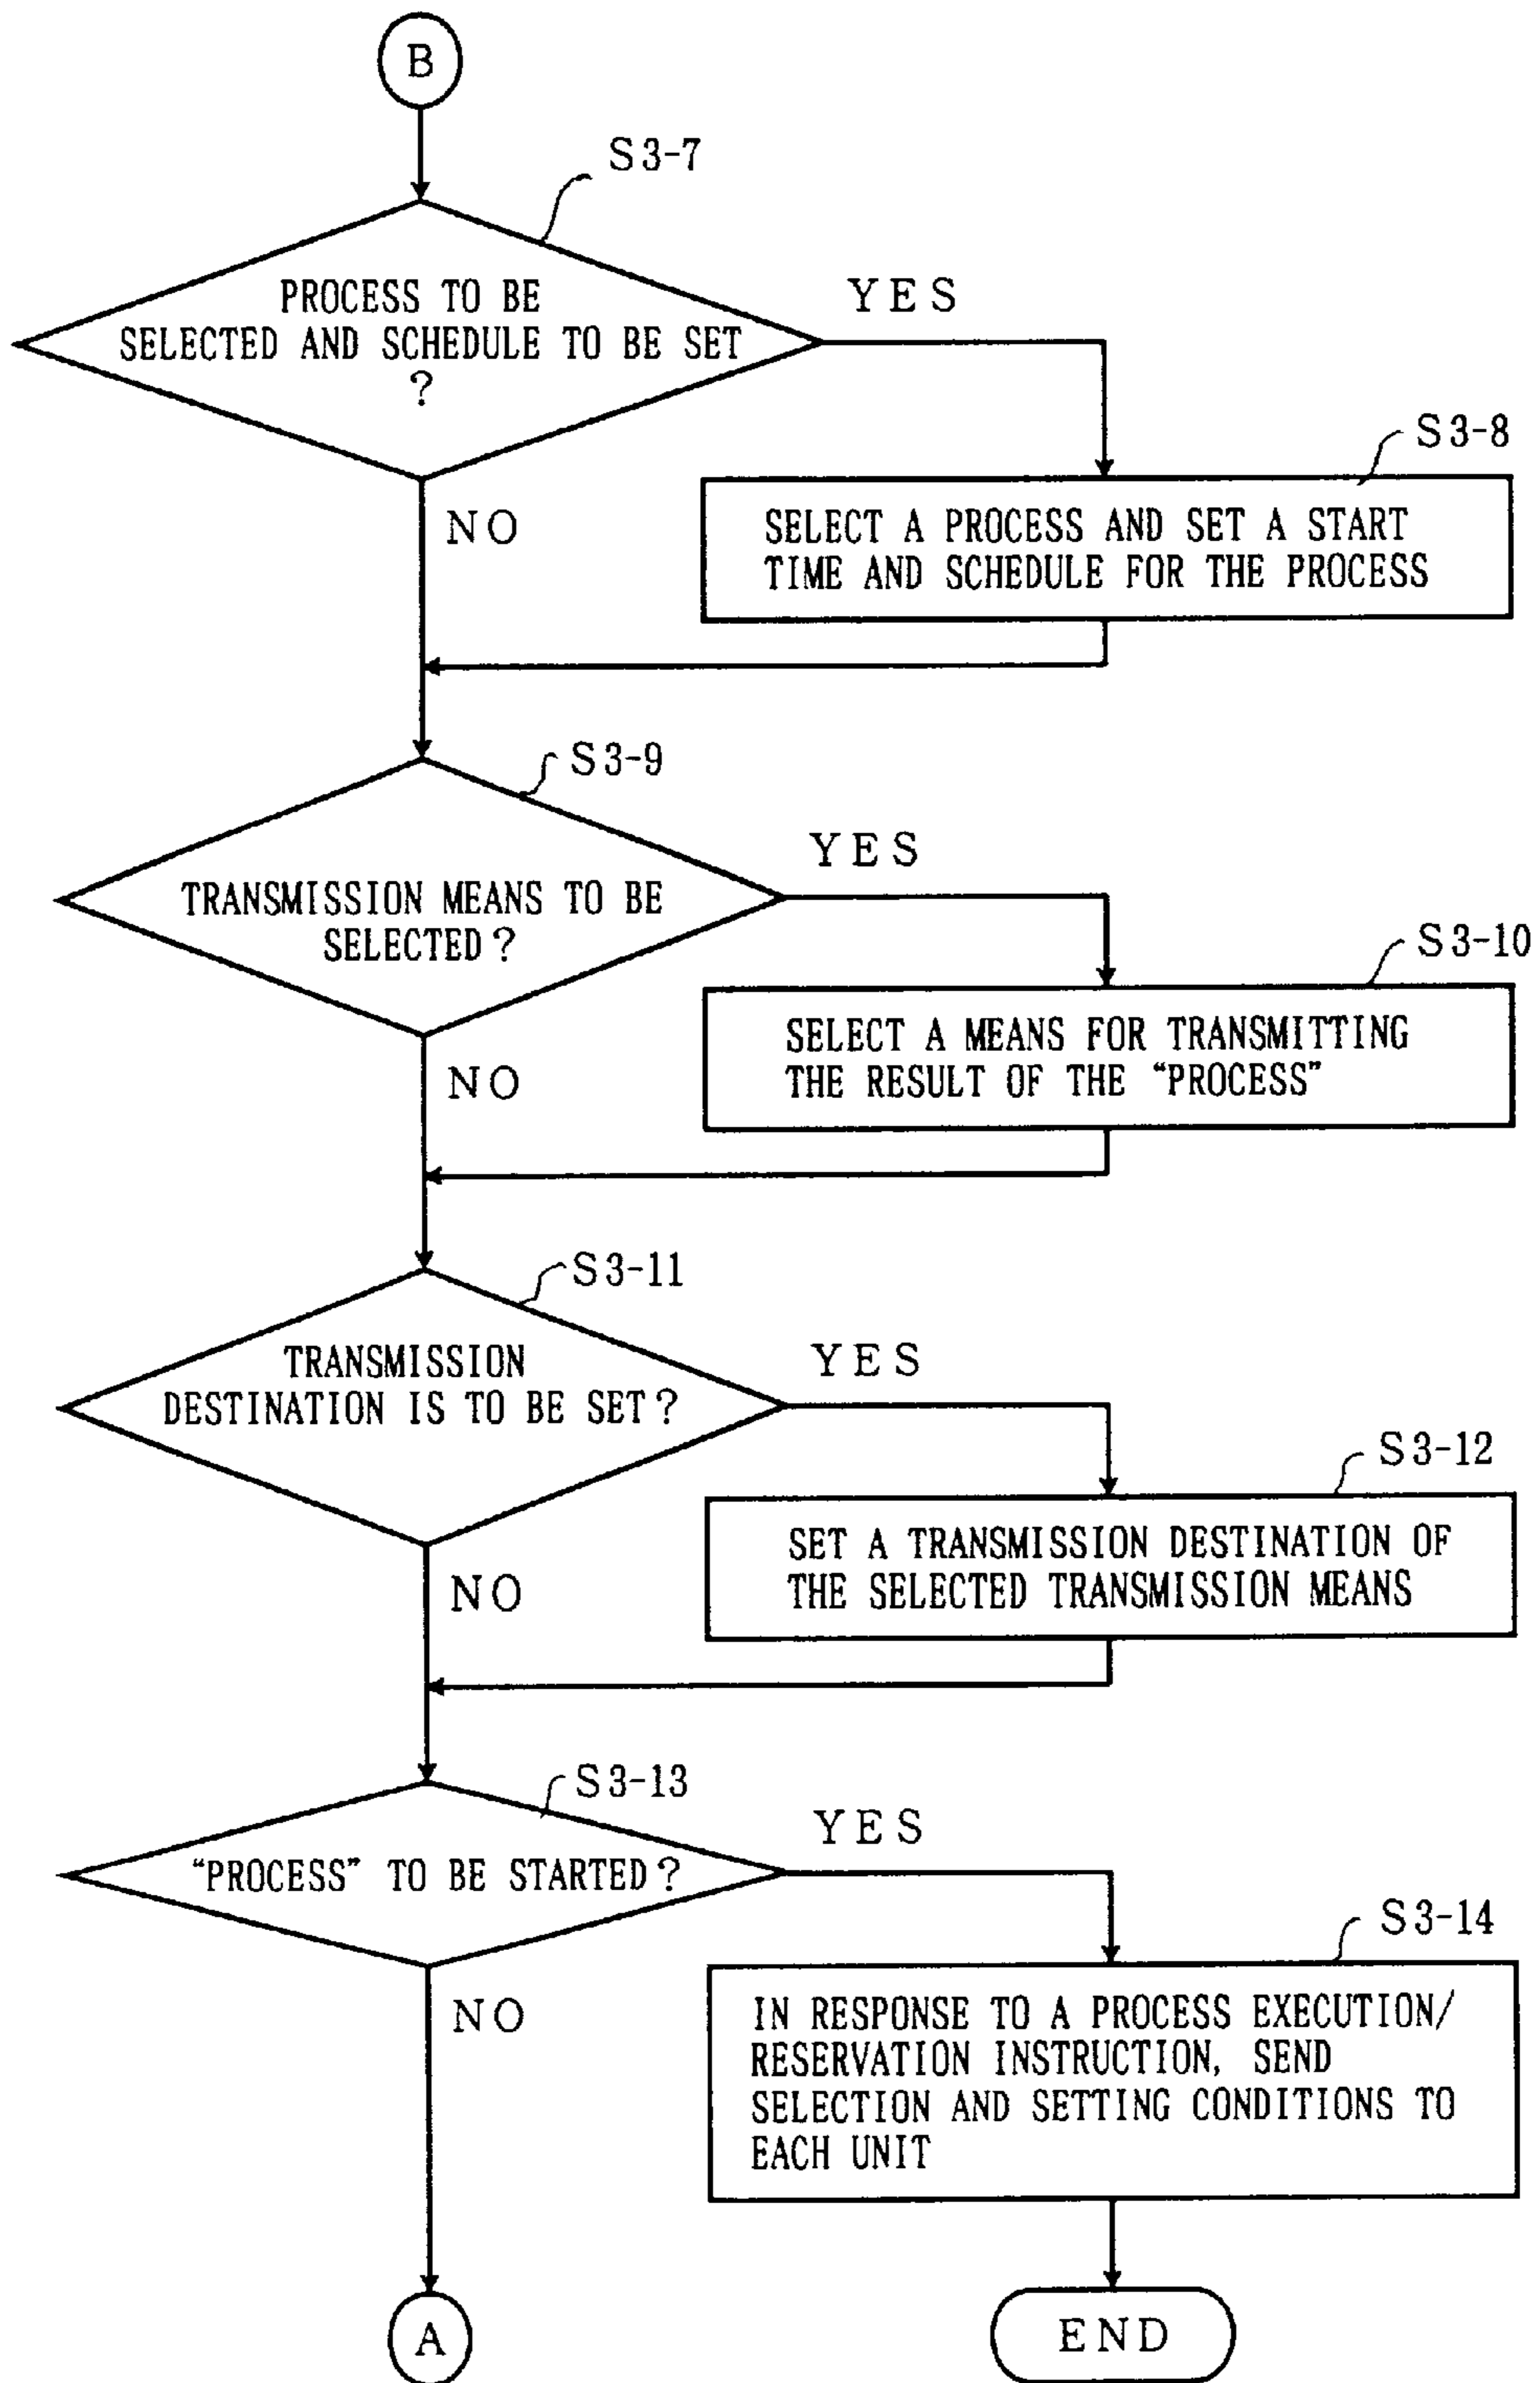 B
S3-7
PROCESS TO BE
SELECTED AND SCHEDULE TO BE SET
?
YES
NO
S3-8
SELECT A PROCESS AND SET A START
TIME AND SCHEDULE FOR THE PROCESS
S3-9
TRANSMISSION MEANS TO BE
SELECTED?
YES
NO
S3-10
SELECT A MEANS FOR TRANSMITTING
THE RESULT OF THE “PROCESS”
S3-11
TRANSMISSION
DESTINATION IS TO BE SET?
YES
NO
S3-12
SET A TRANSMISSION DESTINATION OF
THE SELECTED TRANSMISSION MEANS
S3-13
“PROCESS” TO BE STARTED?
YES
NO
S3-14
IN RESPONSE TO A PROCESS EXECUTION/
RESERVATION INSTRUCTION, SEND
SELECTION AND SETTING CONDITIONS TO
EACH UNIT
A
END